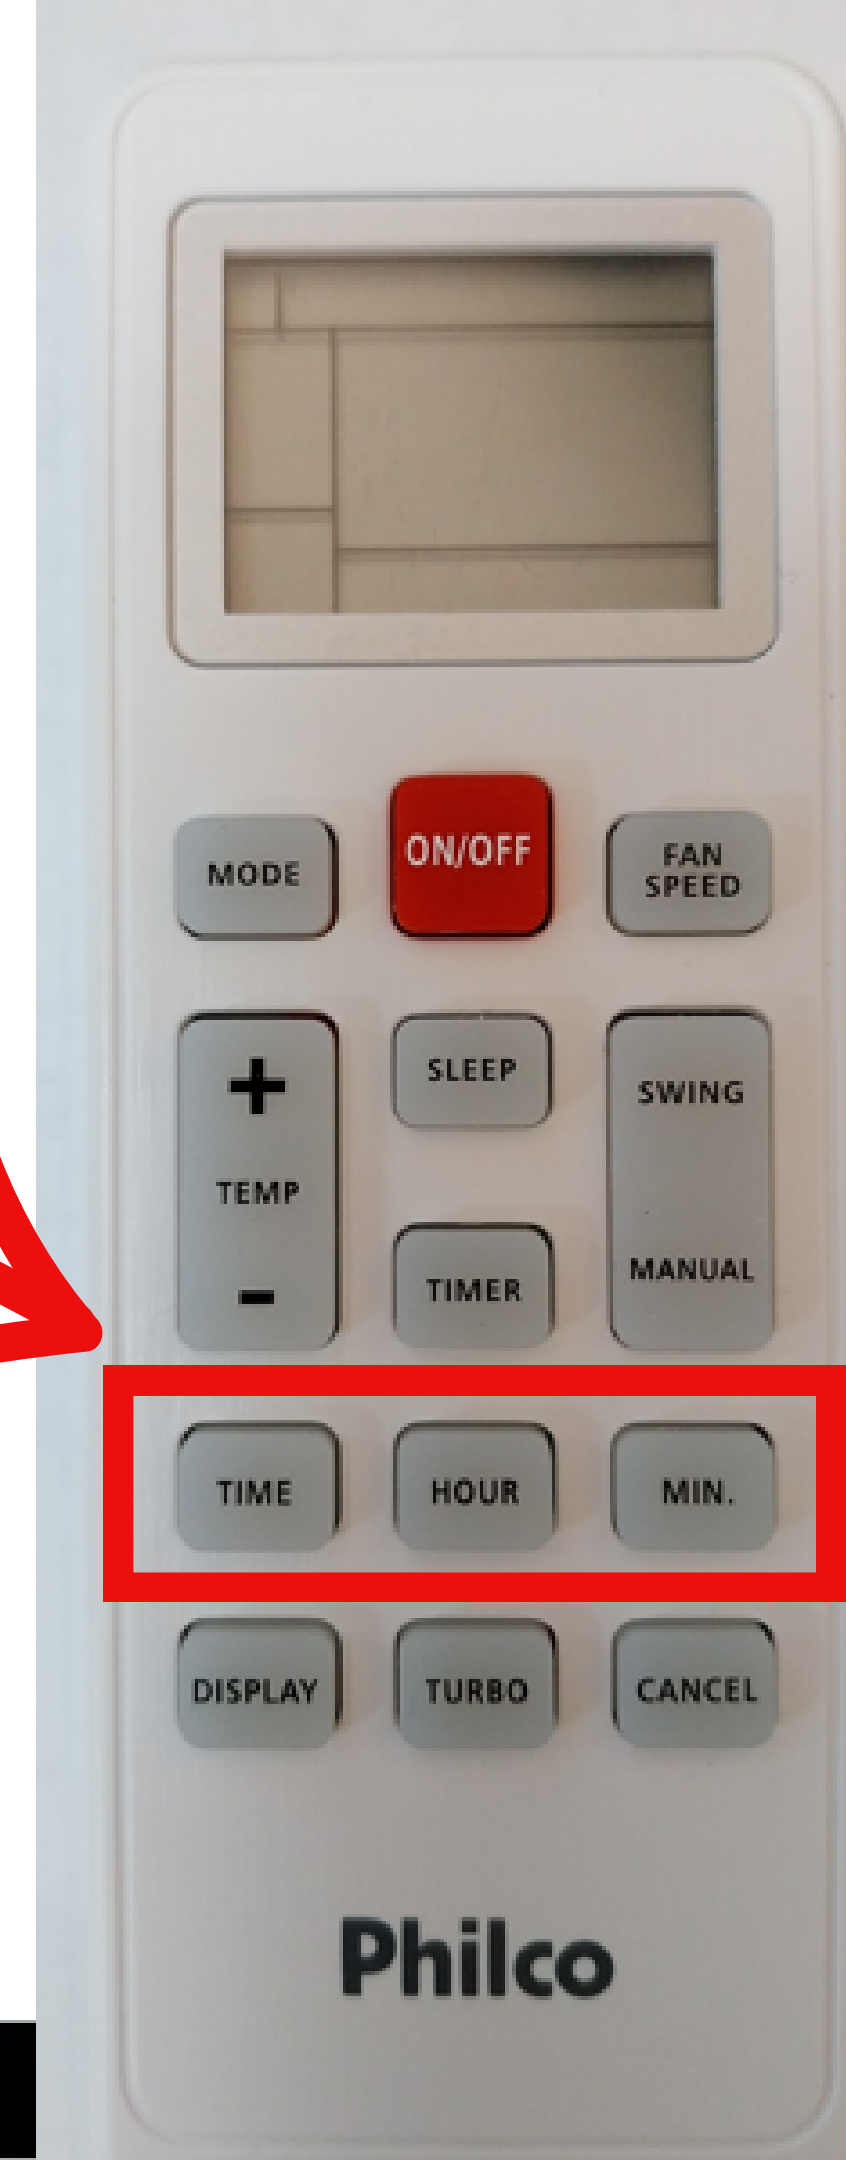 MODE
ON/OFF
FAN
SPEED
+
TEMP
-
SLEEP
TIMER
SWING
MANUAL
TIME
HOUR
MIN.
DISPLAY
TURBO
CANCEL
Philco